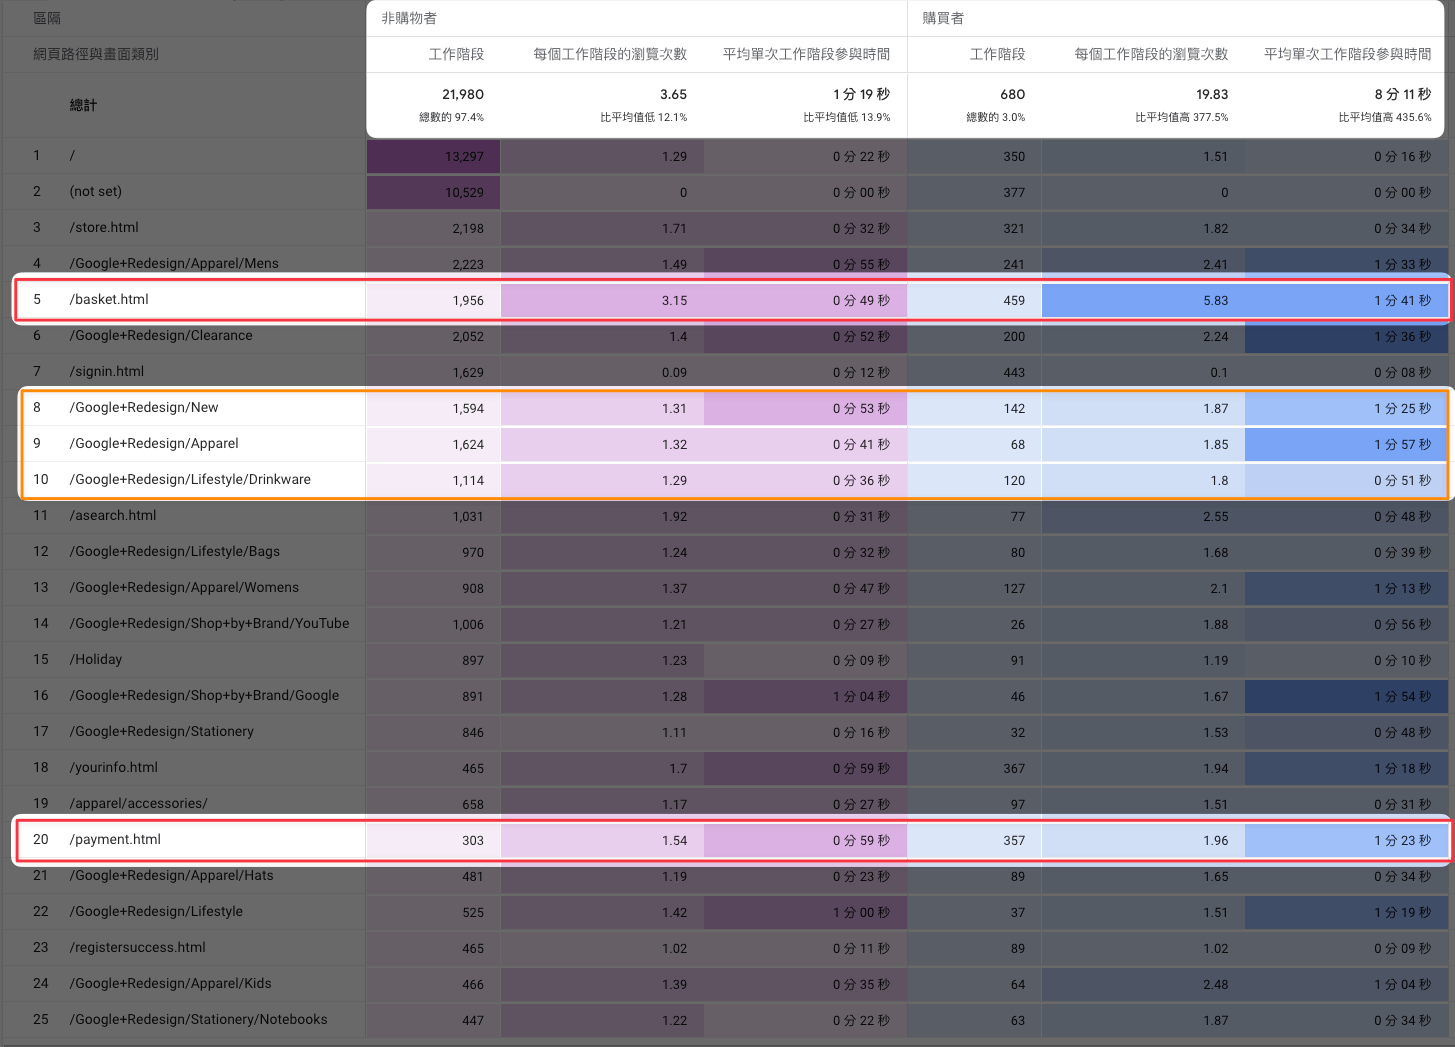 區隔 非購物者 購買者
網頁路徑與畫面類別 工作階段 每個工作階段的瀏覽次數 平均單次工作階段參與時間 工作階段 每個工作階段的瀏覽次數 平均單次工作階段參與時間
總計 21,980 3.65 1 分 19 秒 680 19.83 8 分 11 秒
總數的 97.4% 比平均值低 12.1% 比平均值低 13.9% 總數的 3.0% 比平均值高 377.5% 比平均值高 435.6%
1 / 13,297 1.29 0 分 22 秒 350 1.51 0 分 16 秒
2 (not set) 10,529 0 0 分 00 秒 377 0 0 分 00 秒
3 /store.html 2,198 1.71 0 分 32 秒 321 1.82 0 分 34 秒
4 /Google+Redesign/Apparel/Mens 2,223 1.49 0 分 55 秒 241 2.41 1 分 33 秒
5 /basket.html 1,956 3.15 0 分 49 秒 459 5.83 1 分 41 秒
6 /Google+Redesign/Clearance 2,052 1.4 0 分 52 秒 200 2.24 1 分 36 秒
7 /signin.html 1,629 0.09 0 分 12 秒 443 0.1 0 分 08 秒
8 /Google+Redesign/New 1,594 1.31 0 分 53 秒 142 1.87 1 分 25 秒
9 /Google+Redesign/Apparel 1,624 1.32 0 分 41 秒 68 1.85 1 分 57 秒
10 /Google+Redesign/Lifestyle/Drinkware 1,114 1.29 0 分 36 秒 120 1.8 0 分 51 秒
11 /asearch.html 1,031 1.92 0 分 31 秒 77 2.55 0 分 48 秒
12 /Google+Redesign/Lifestyle/Bags 970 1.24 0 分 32 秒 80 1.68 0 分 39 秒
13 /Google+Redesign/Apparel/Womens 908 1.37 0 分 47 秒 127 2.1 1 分 13 秒
14 /Google+Redesign/Shop+by+Brand/YouTube 1,006 1.21 0 分 27 秒 26 1.88 0 分 56 秒
15 /Holiday 897 1.23 0 分 09 秒 91 1.19 0 分 10 秒
16 /Google+Redesign/Shop+by+Brand/Google 891 1.28 1 分 04 秒 46 1.67 1 分 54 秒
17 /Google+Redesign/Stationery 846 1.11 0 分 16 秒 32 1.53 0 分 48 秒
18 /yourinfo.html 465 1.7 0 分 59 秒 367 1.94 1 分 18 秒
19 /apparel/accessories/ 658 1.17 0 分 27 秒 97 1.51 0 分 31 秒
20 /payment.html 303 1.54 0 分 59 秒 357 1.96 1 分 23 秒
21 /Google+Redesign/Apparel/Hats 481 1.19 0 分 23 秒 89 1.65 0 分 34 秒
22 /Google+Redesign/Lifestyle 525 1.42 1 分 00 秒 37 1.51 1 分 19 秒
23 /registersuccess.html 465 1.02 0 分 11 秒 89 1.02 0 分 09 秒
24 /Google+Redesign/Apparel/Kids 466 1.39 0 分 35 秒 64 2.48 1 分 04 秒
25 /Google+Redesign/Stationery/Notebooks 447 1.22 0 分 22 秒 63 1.87 0 分 34 秒